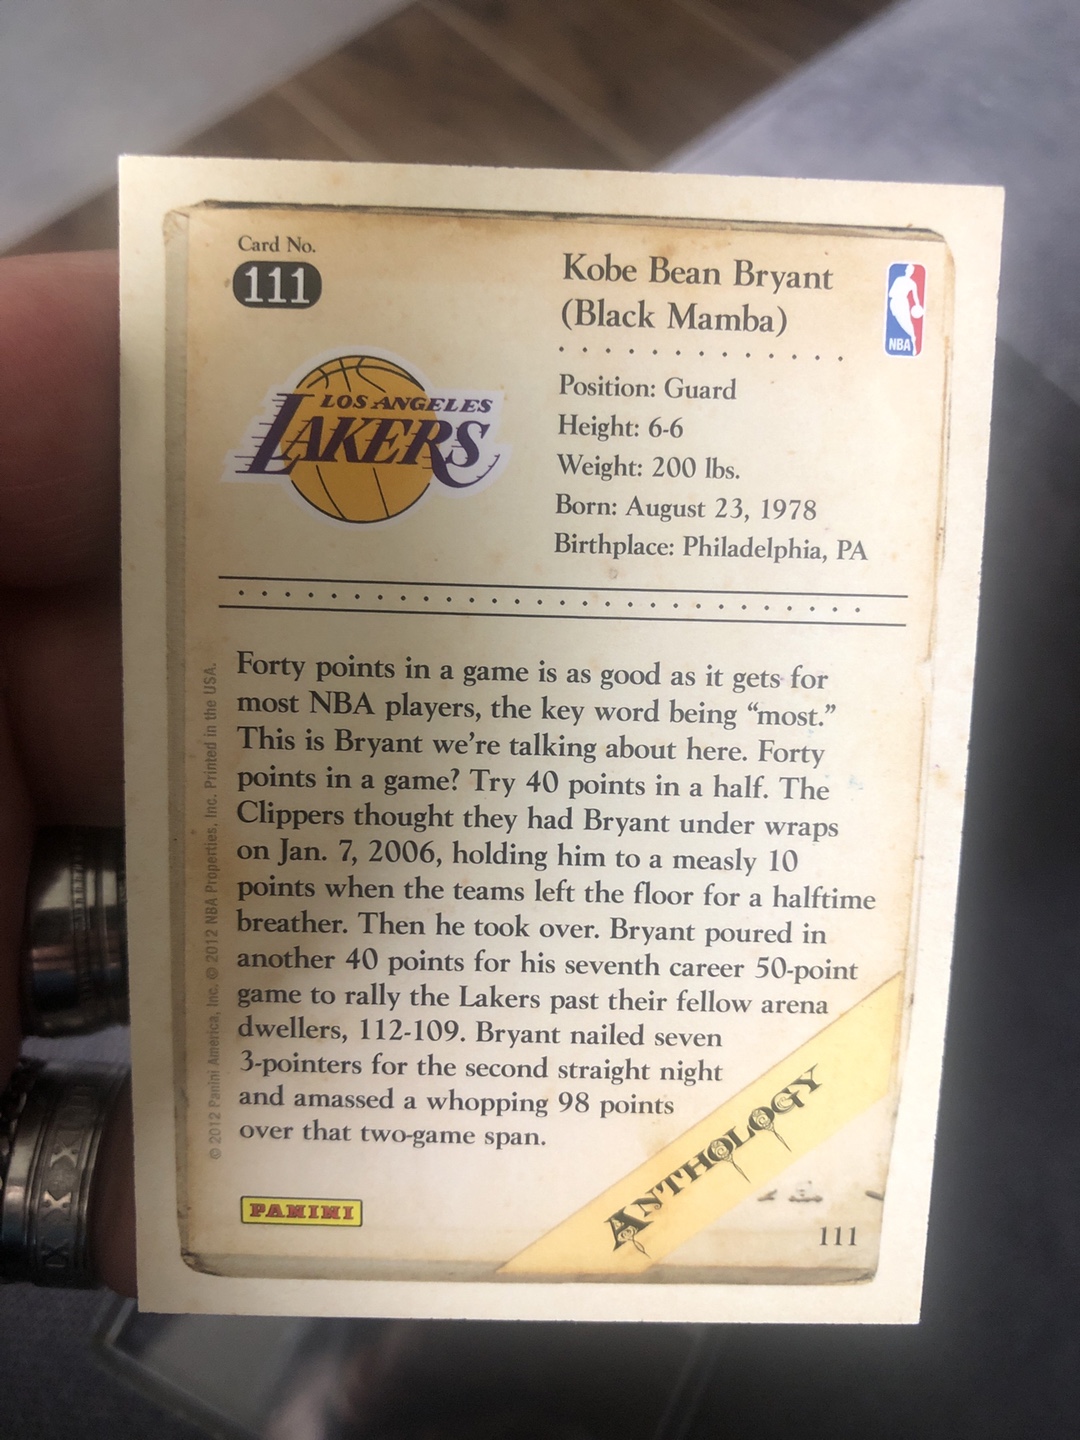 Card No.
111
Kobe Bean Bryant
(Black Mamba)
NBA
LOS ANGELES
LAKERS
Position: Guard
Height: 6-6
Weight: 200 lbs.
Born: August 23, 1978
Birthplace: Philadelphia, PA
Forty points in a game is as good as it gets for
most NBA players, the key word being “most.”
This is Bryant we’re talking about here. Forty
points in a game? Try 40 points in a half. The
Clippers thought they had Bryant under wraps
on Jan. 7, 2006, holding him to a measly 10
points when the teams left the floor for a halftime
breather. Then he took over. Bryant poured in
another 40 points for his seventh career 50-point
game to rally the Lakers past their fellow arena
dwellers, 112-109. Bryant nailed seven
3-pointers for the second straight night
and amassed a whopping 98 points
over that two-game span.
© 2012 Panini America, Inc. © 2012 NBA Properties, Inc. Printed in the USA.
PANINI
ANTHOLOGY
111